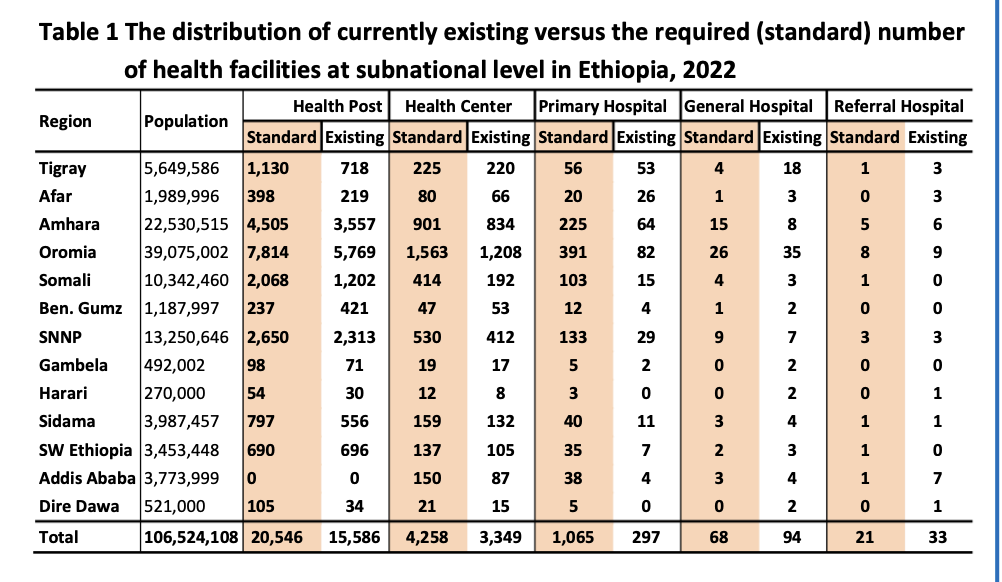 Table 1 The distribution of currently existing versus the required (standard) number
of health facilities at subnational level in Ethiopia, 2022
Region Population Health Post Health Center Primary Hospital General Hospital Referral Hospital
Standard Existing Standard Existing Standard Existing Standard Existing Standard Existing
Tigray 5,649,586 1,130 718 225 220 56 53 4 18 1 3
Afar 1,989,996 398 219 80 66 20 26 1 3 0 3
Amhara 22,530,515 4,505 3,557 901 834 225 64 15 8 5 6
Oromia 39,075,002 7,814 5,769 1,563 1,208 391 82 26 35 8 9
Somali 10,342,460 2,068 1,202 414 192 103 15 4 3 1 0
Ben. Gumz 1,187,997 237 421 47 53 12 4 1 2 0 0
SNNP 13,250,646 2,650 2,313 530 412 133 29 9 7 3 3
Gambela 492,002 98 71 19 17 5 2 0 2 0 0
Harari 270,000 54 30 12 8 3 0 0 2 0 1
Sidama 3,987,457 797 556 159 132 40 11 3 4 1 1
SW Ethiopia 3,453,448 690 696 137 105 35 7 2 3 1 0
Addis Ababa 3,773,999 0 0 150 87 38 4 3 4 1 7
Dire Dawa 521,000 105 34 21 15 5 0 0 2 0 1
Total 106,524,108 20,546 15,586 4,258 3,349 1,065 297 68 94 21 33